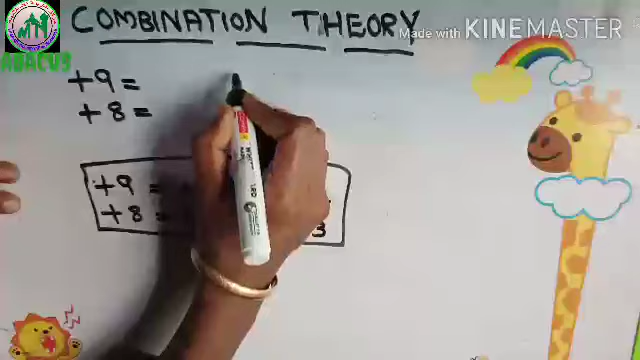 COMBINATION THEORY
Made with KINEMASTER
ABACUS
+9=
+8=
+9 =
+8 =
3